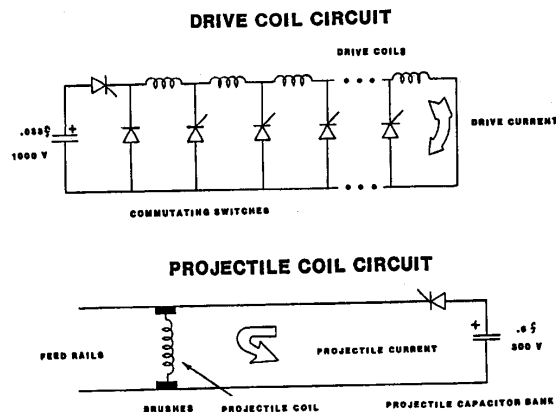 DRIVE COIL CIRCUIT
DRIVE COILS
+
1000 V
DRIVE CURRENT
COMMUTATING SWITCHES
PROJECTILE COIL CIRCUIT
+
300 V
FEED RAILS
PROJECTILE CURRENT
BRUSHES
PROJECTILE COIL
PROJECTILE CAPACITOR BANK